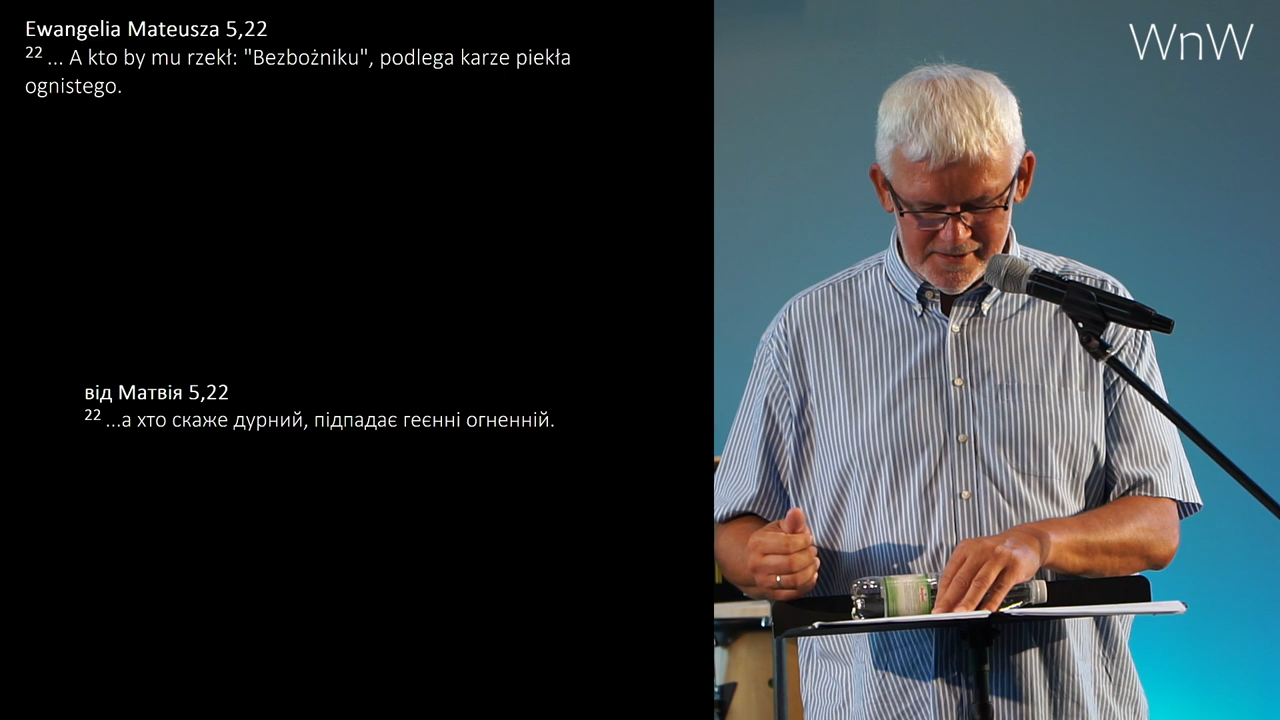 Ewangelia Mateusza 5,22
22 ... A kto by mu rzekł: "Bezbożniku", podlega karze piekła
ognistego.
WnW
від Матвія 5,22
22 ...а хто скаже дурний, підпадає геєнні огненній.